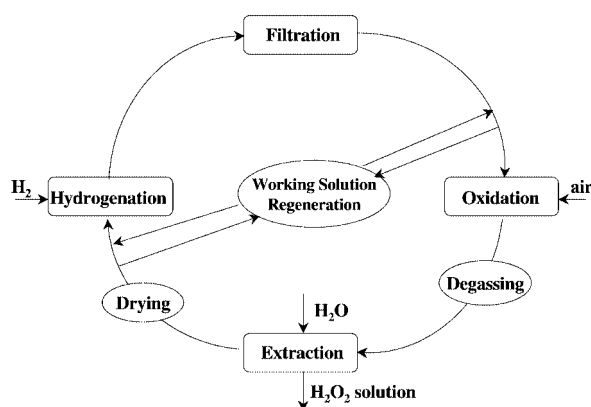 Filtration
H₂
Hydrogenation
Working Solution
Regeneration
Oxidation
air
Drying
Degassing
H₂O
Extraction
H₂O₂ solution